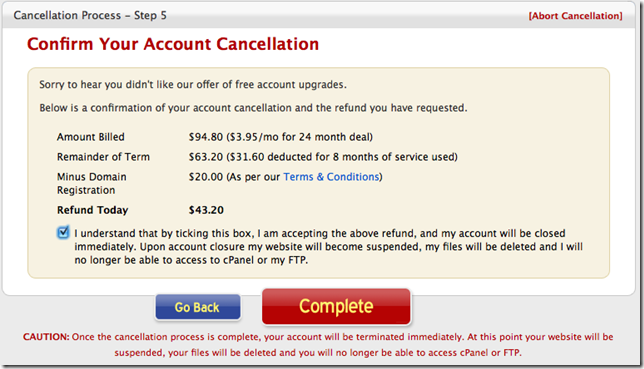 Cancellation Process – Step 5 [Abort Cancellation]
Confirm Your Account Cancellation
Sorry to hear you didn't like our offer of free account upgrades.
Below is a confirmation of your account cancellation and the refund you have requested.
Amount Billed $94.80 ($3.95/mo for 24 month deal)
Remainder of Term $63.20 ($31.60 deducted for 8 months of service used)
Minus Domain $20.00 (As per our Terms & Conditions)
Registration
Refund Today $43.20
I understand that by ticking this box, I am accepting the above refund, and my account will be closed
immediately. Upon account closure my website will become suspended, my files will be deleted and I will
no longer be able to access to cPanel or my FTP.
Go Back Complete
CAUTION: Once the cancellation process is complete, your account will be terminated immediately. At this point your website will be
suspended, your files will be deleted and you will no longer be able to access cPanel or FTP.